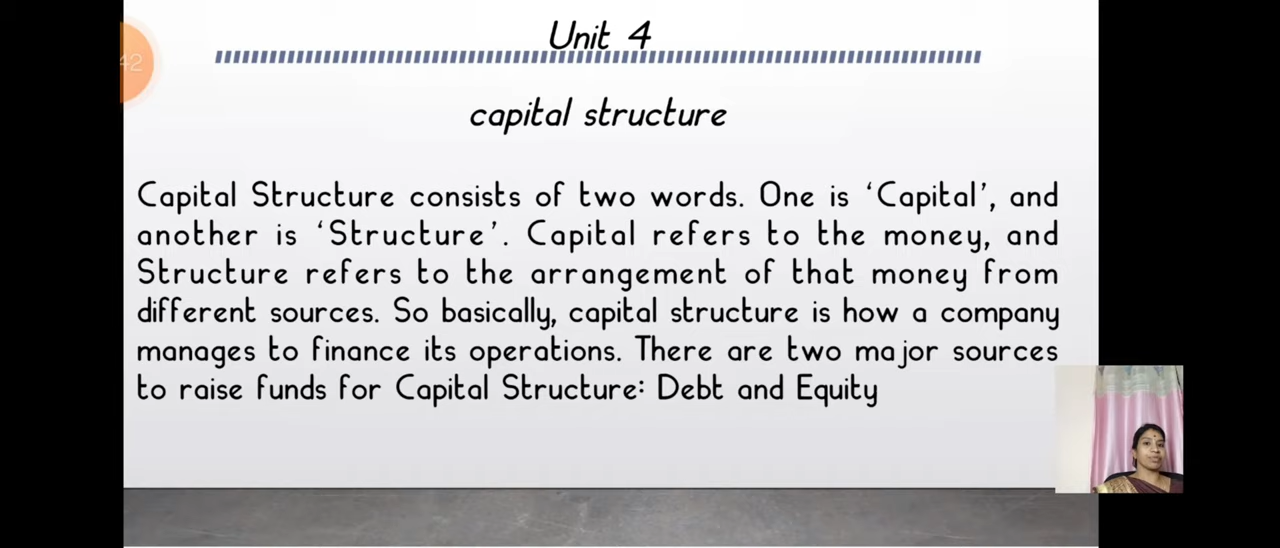 Unit 4
42
capital structure
Capital Structure consists of two words. One is ‘Capital’, and
another is ‘Structure’. Capital refers to the money, and
Structure refers to the arrangement of that money from
different sources. So basically, capital structure is how a company
manages to finance its operations. There are two major sources
to raise funds for Capital Structure: Debt and Equity